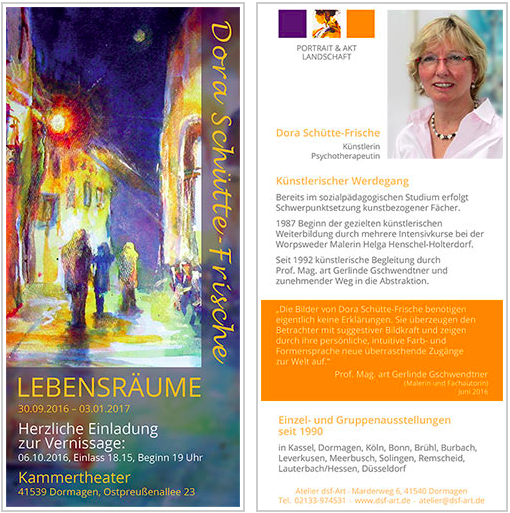 Dora Schütte-Frische
LEBENSRÄUME
30.09.2016 – 03.01.2017
Herzliche Einladung
zur Vernissage:
06.10.2016, Einlass 18.15, Beginn 19 Uhr
Kammertheater
41539 Dormagen, Ostpreußenallee 23
PORTRAIT & AKT
LANDSCHAFT
Dora Schütte-Frische
Künstlerin
Psychotherapeutin
Künstlerischer Werdegang
Bereits im sozialpädagogischen Studium erfolgt
Schwerpunktsetzung kunstbezogener Fächer.
1987 Beginn der gezielten künstlerischen
Weiterbildung durch mehrere Intensivkurse bei der
Worpsweder Malerin Helga Henschel-Holterdorf.
Seit 1992 künstlerische Begleitung durch
Prof. Mag. art Gerlinde Gschwendtner und
zunehmender Weg in die Abstraktion.
„Die Bilder von Dora Schütte-Frische benötigen
eigentlich keine Erklärungen. Sie überzeugen den
Betrachter mit suggestiver Bildkraft und zeigen
durch ihre persönliche, intuitive Farb- und
Formensprache neue überraschende Zugänge
zur Welt auf.“
Prof. Mag. art Gerlinde Gschwendtner
(Malerin und Fachautorin)
Juni 2016
Einzel- und Gruppenausstellungen
seit 1990
in Kassel, Dormagen, Köln, Bonn, Brühl, Burbach,
Leverkusen, Meerbusch, Solingen, Remscheid,
Lauterbach/Hessen, Düsseldorf
Atelier dsf-Art · Marderweg 6, 41540 Dormagen
Tel. 02133-974531 · www.dsf-art.de · atelier@dsf-art.de